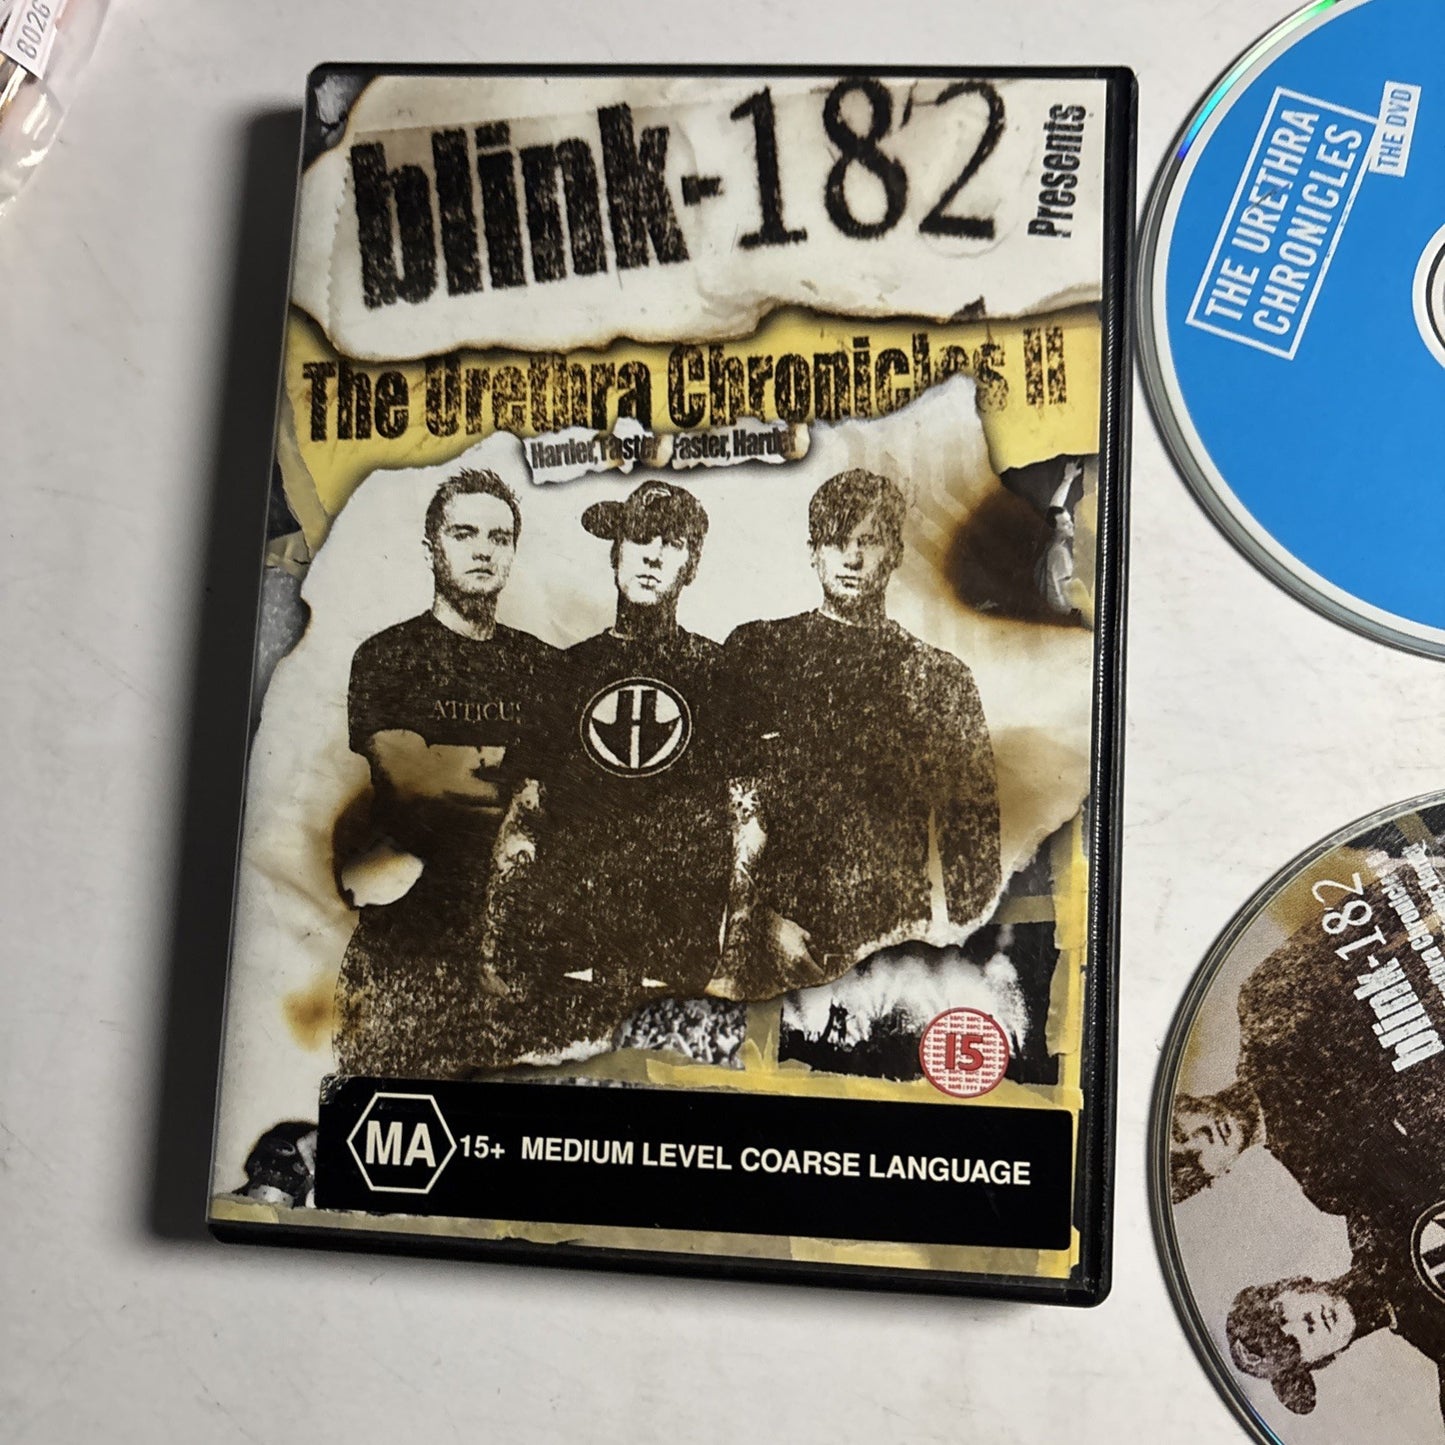 8026
blink-182
Presents
The Urethra Chronicles II
Harder, Faster Faster, Harder
ATTICUS
15
MA 15+ MEDIUM LEVEL COARSE LANGUAGE
THE URETHRA
CHRONICLES
THE DVD
blink-182